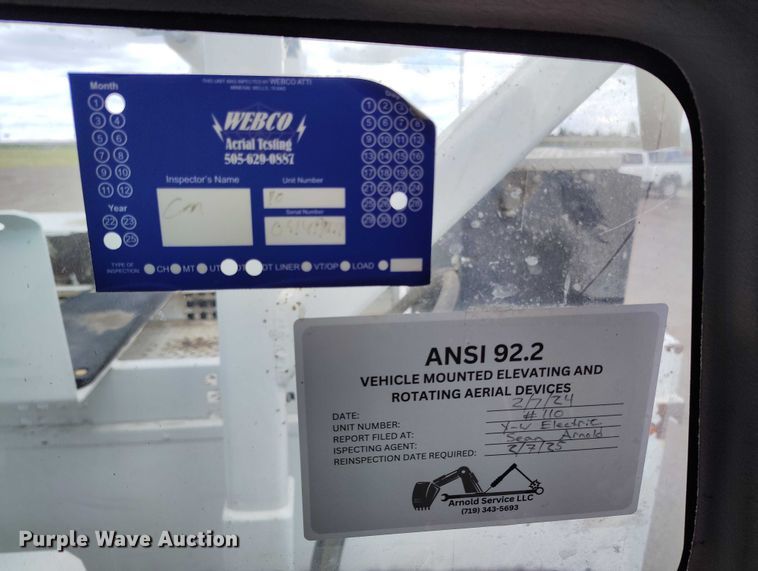 THIS UNIT WAS INSPECTED BY WEBCO ATTI
MINERAL WELLS, TEXAS
Month
1
3 4
5 6
7 8
9 10
11 12
Year
22 23
25
WEBCO
Aerial Testing
505-629-0887
Inspector's Name
Unit Number
Serial Number
TYPE OF INSPECTION
CH MT UT DT LINER VT/OP LOAD
ANSI 92.2
VEHICLE MOUNTED ELEVATING AND
ROTATING AERIAL DEVICES
DATE: 2/7/24
UNIT NUMBER: #110
REPORT FILED AT: Y-W Electric
ISPECTING AGENT: Sean Arnold
REINSPECTION DATE REQUIRED: 2/7/25
Arnold Service LLC
(719) 343-5693
Purple Wave Auction